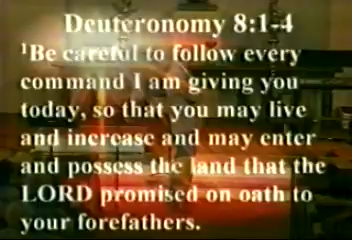 Deuteronomy 8:1-4
¹Be careful to follow every
command I am giving you
today, so that you may live
and increase and may enter
and possess the land that the
LORD promised on oath to
your forefathers.